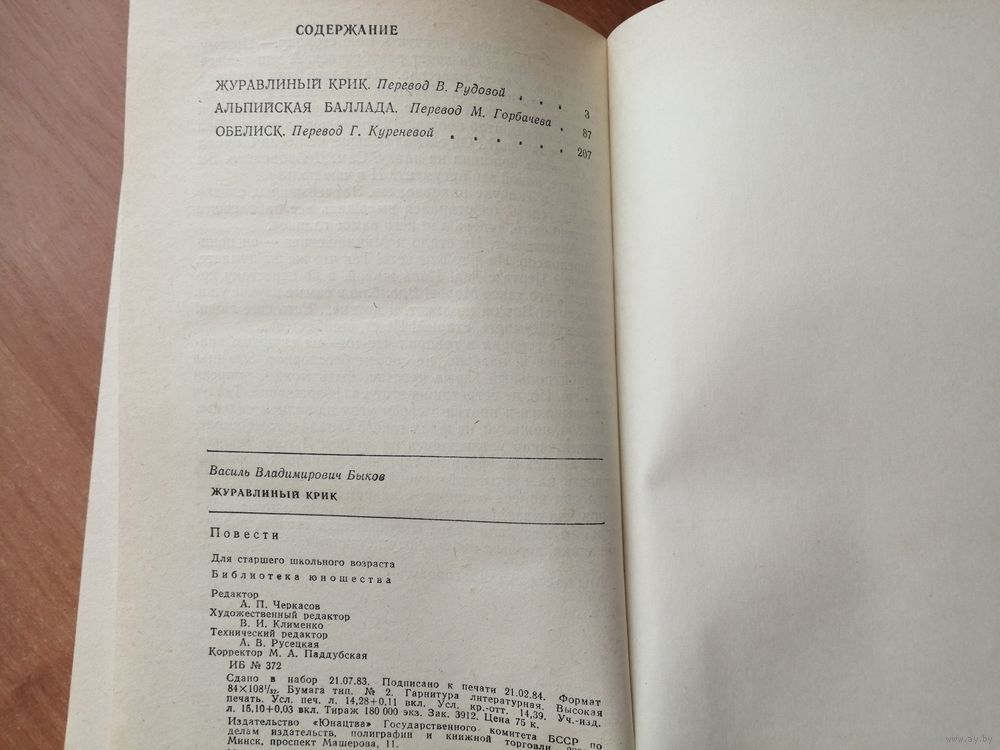 СОДЕРЖАНИЕ
ЖУРАВЛИНЫЙ КРИК. Перевод В. Рудовой . . . 3
АЛЬПИЙСКАЯ БАЛЛАДА. Перевод М. Горбачева . 87
ОБЕЛИСК. Перевод Г. Куреневой . . . . . . 207
Василь Владимирович Быков
ЖУРАВЛИНЫЙ КРИК
Повести
Для старшего школьного возраста
Библиотека юношества
Редактор
А. П. Черкасов
Художественный редактор
В. И. Клименко
Технический редактор
А. В. Русецкая
Корректор М. А. Паддубская
ИБ № 372
Сдано в набор 21.07.83. Подписано к печати 21.02.84. Формат
84×108¹/₃₂. Бумага тип. № 2. Гарнитура литературная. Высокая
печать. Усл. печ. л. 14,28+0,11 вкл. Усл. кр.-отт. 14,39. Уч.-изд.
л. 15,10+0,03 вкл. Тираж 180 000 экз. Зак. 3912. Цена 75 к.
Издательство «Юнацтва» Государственного комитета БССР по
делам издательств, полиграфии и книжной торговли
Минск, проспект Машерова, 11.
www.ay.by